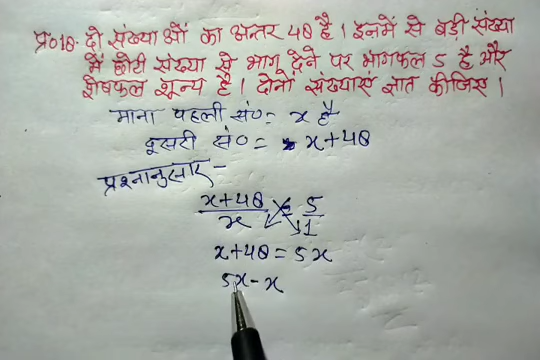 प्र०18. दो संख्याओं का अन्तर 48 है। इनमें से बड़ी संख्या
में छोटी संख्या से भाग देने पर भागफल 5 है और
शेषफल शून्य है। दोनों संख्याएं ज्ञात कीजिए।
माना पहली सं० = x है
दूसरी सं० = x+48
प्रश्नानुसार –
x+48/x = 5/1
x+48 = 5x
5x – x